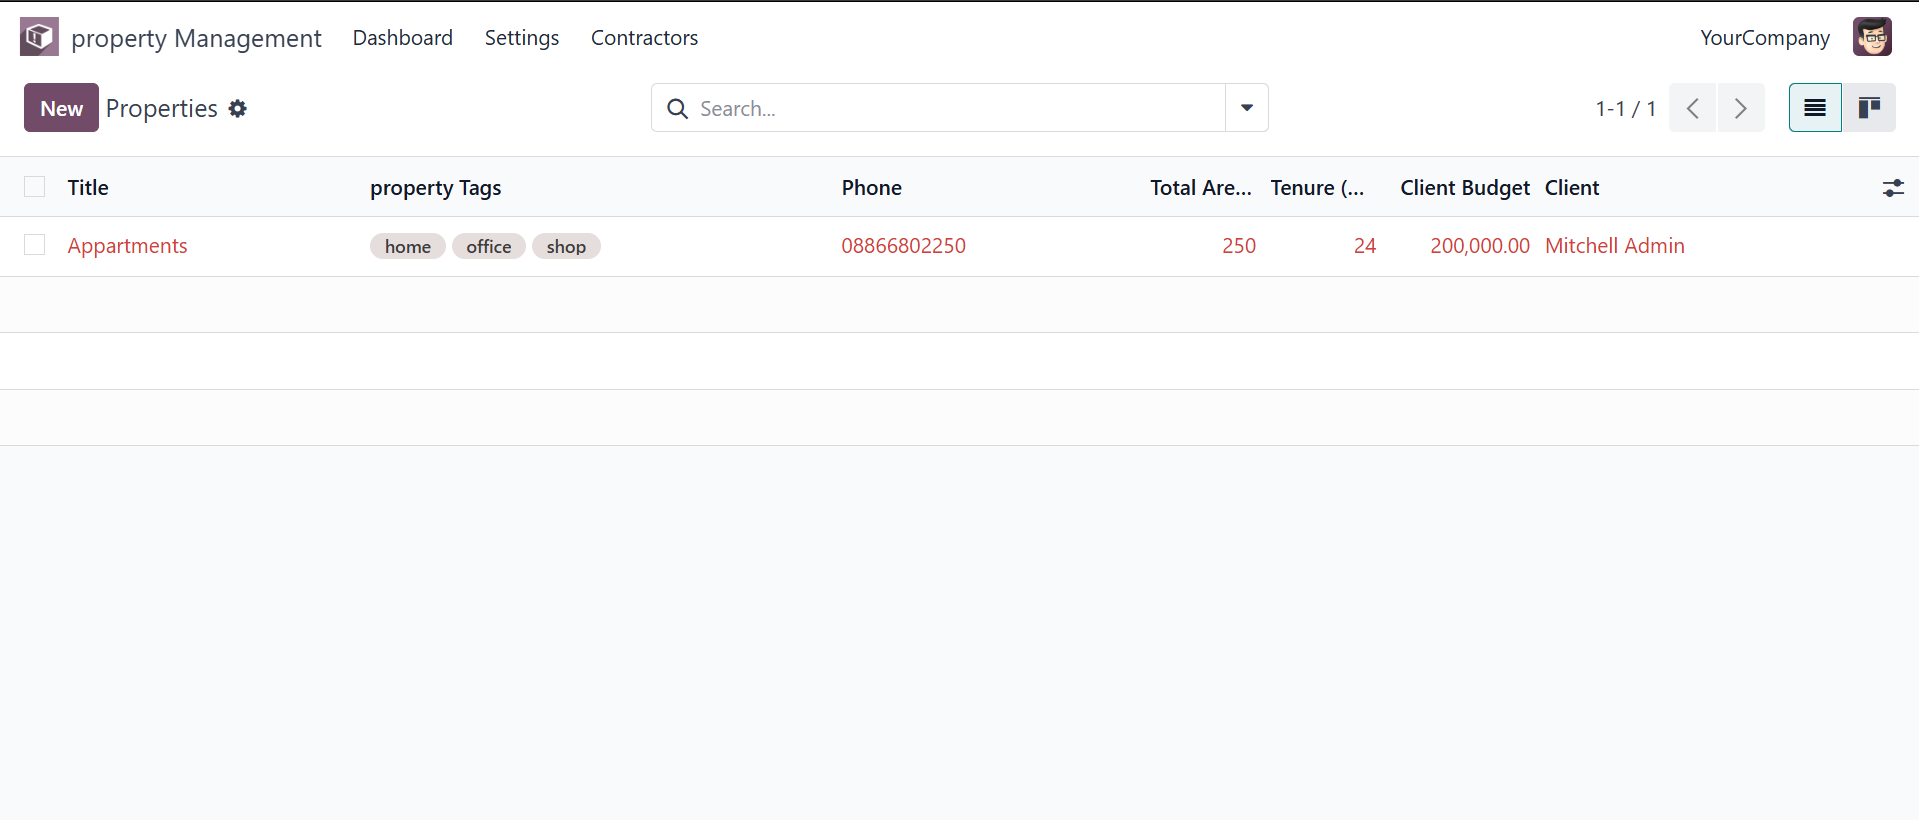 property Management Dashboard Settings Contractors YourCompany
New Properties Search... 1-1 / 1
Title property Tags Phone Total Are... Tenure (... Client Budget Client
Appartments home office shop 08866802250 250 24 200,000.00 Mitchell Admin